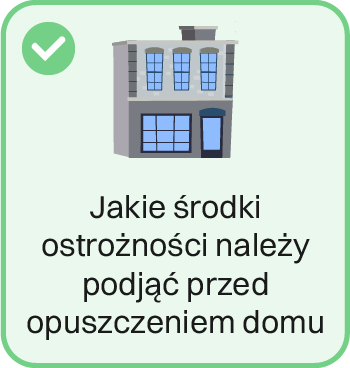 Jakie środki
ostrożności należy
podjąć przed
opuszczeniem domu